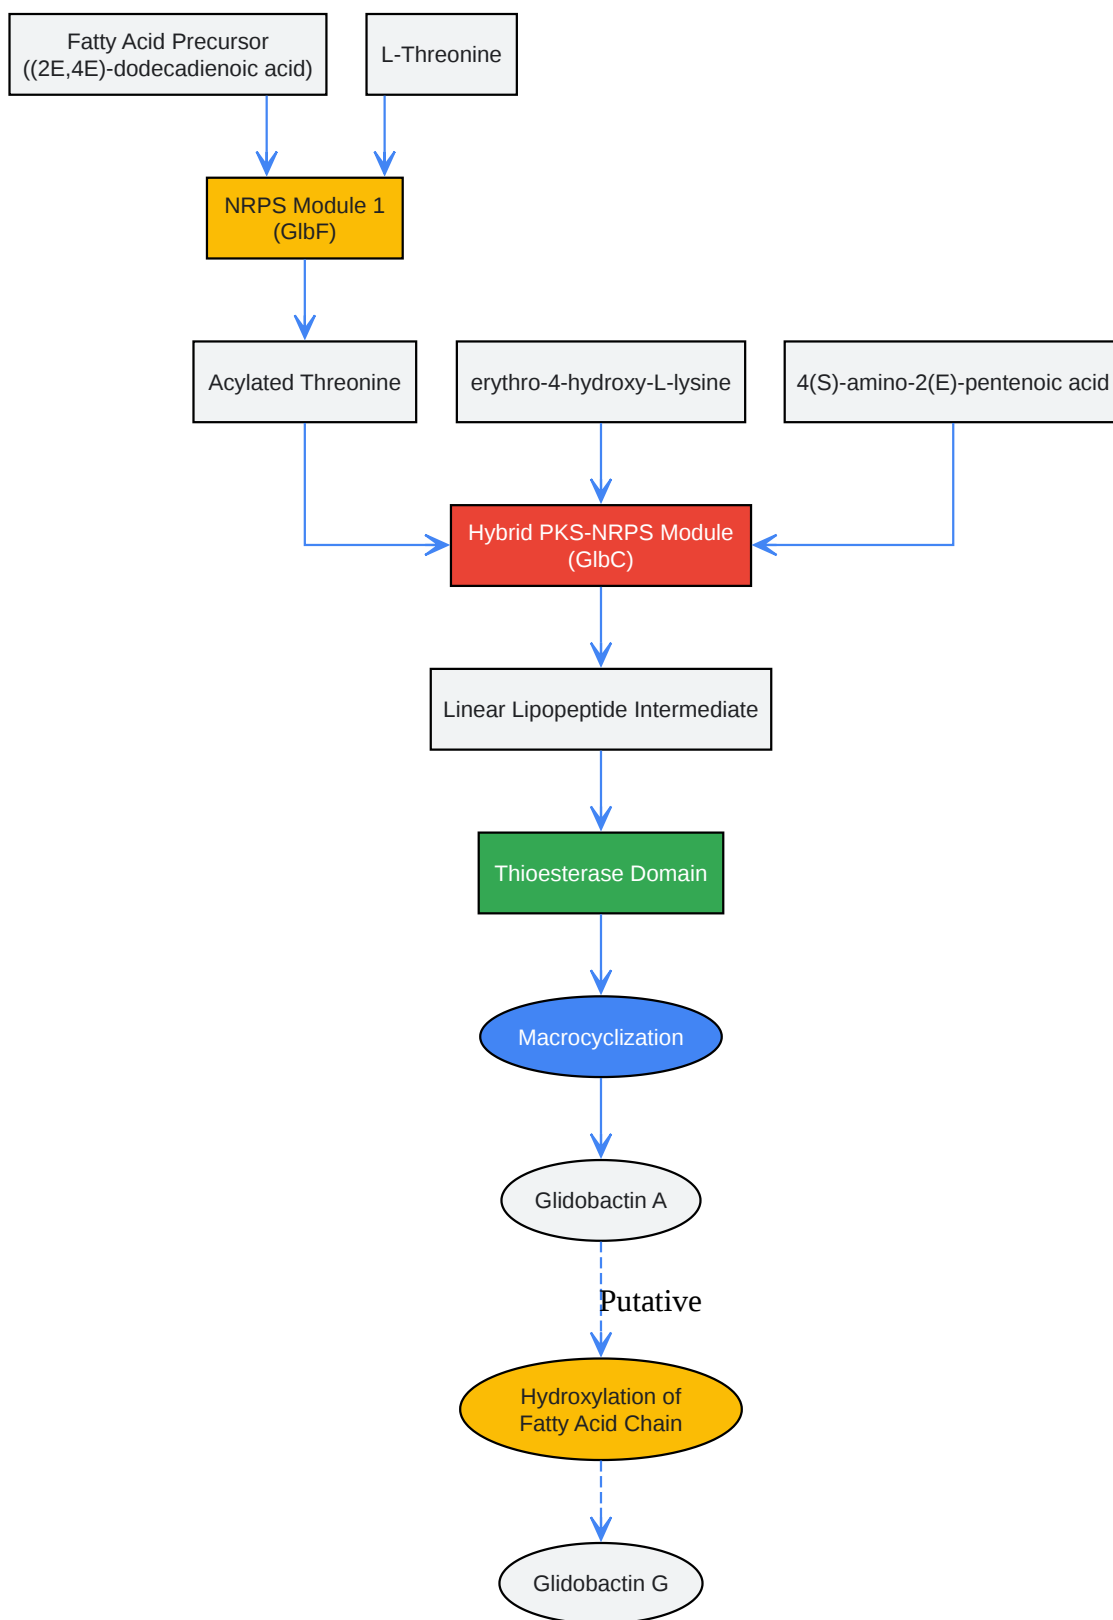 Fatty Acid Precursor
((2E,4E)-dodecadienoic acid)
L-Threonine
NRPS Module 1
(GlbF)
Acylated Threonine
erythro-4-hydroxy-L-lysine
4(S)-amino-2(E)-pentenoic acid
Hybrid PKS-NRPS Module
(GlbC)
Linear Lipopeptide Intermediate
Thioesterase Domain
Macrocyclization
Glidobactin A
Putative
Hydroxylation of
Fatty Acid Chain
Glidobactin G